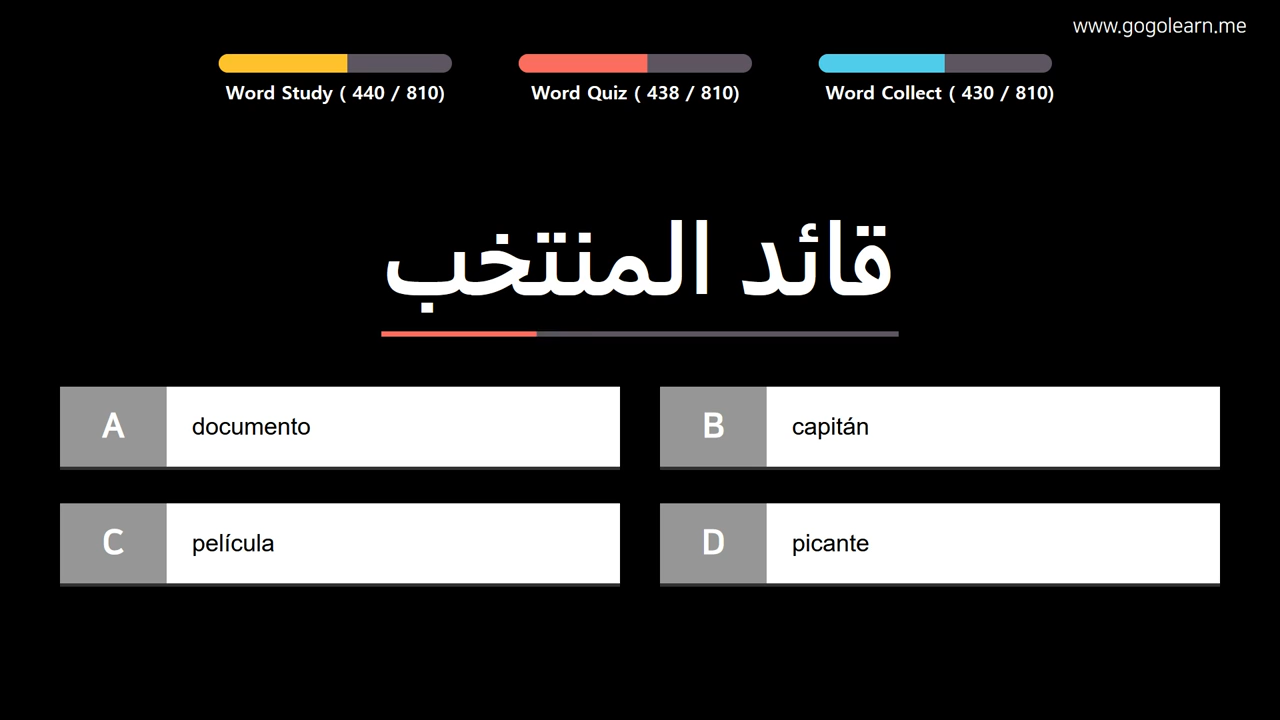 www.gogolearn.me
Word Study ( 440 / 810)
Word Quiz ( 438 / 810)
Word Collect ( 430 / 810)
قائد المنتخب
A
documento
B
capitán
C
película
D
picante